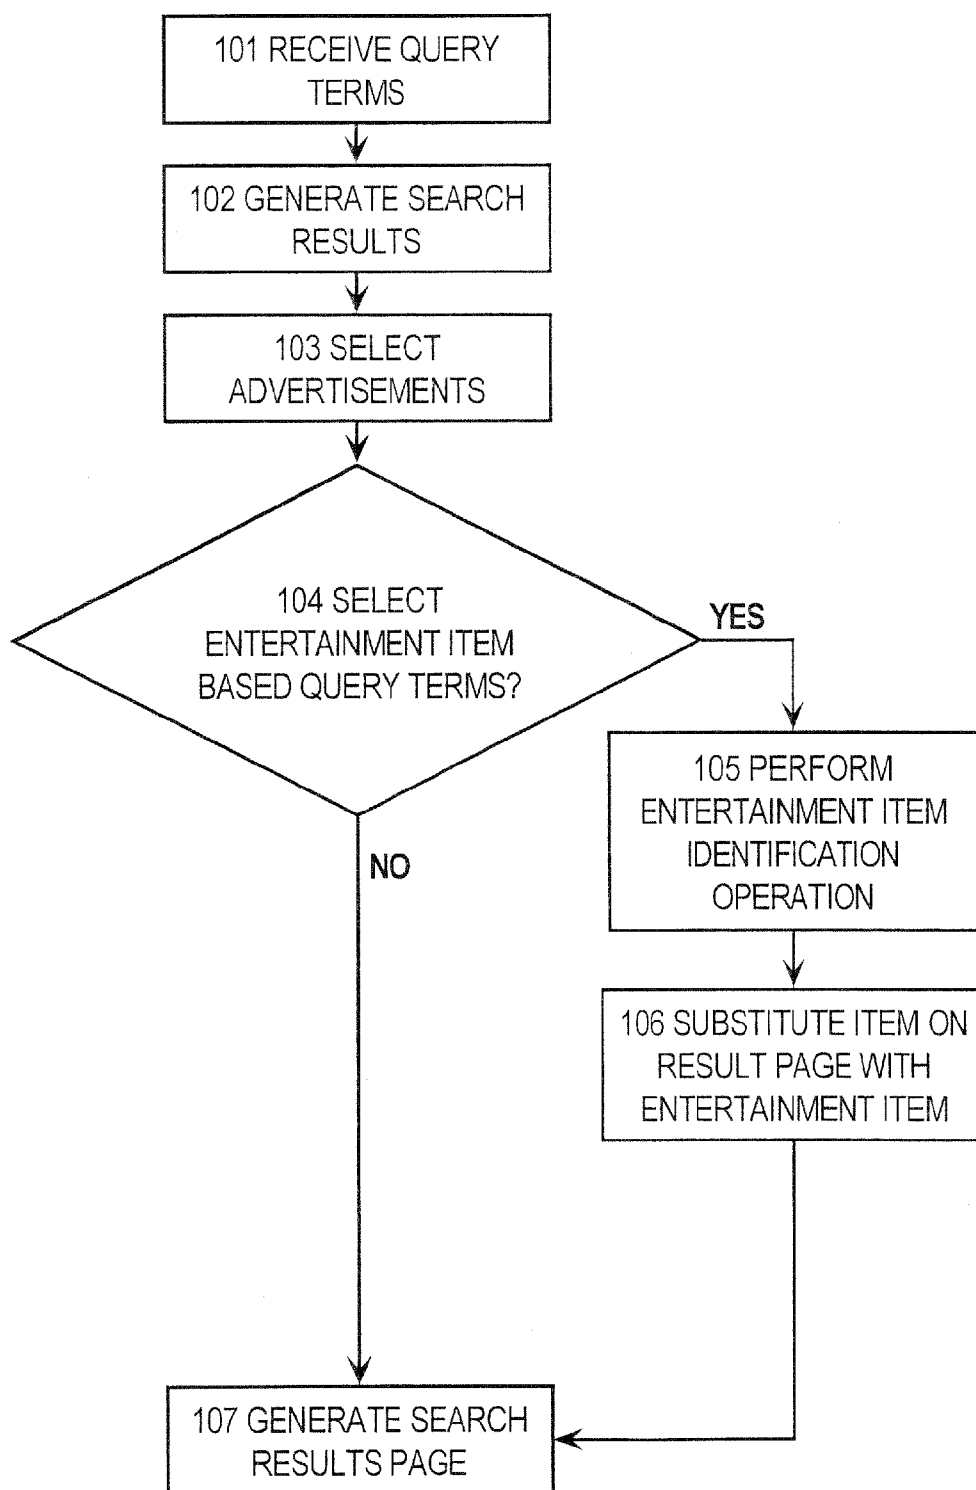 101 RECEIVE QUERY
TERMS
102 GENERATE SEARCH
RESULTS
103 SELECT
ADVERTISEMENTS
104 SELECT
ENTERTAINMENT ITEM
BASED QUERY TERMS?
YES
105 PERFORM
ENTERTAINMENT ITEM
IDENTIFICATION
OPERATION
NO
106 SUBSTITUTE ITEM ON
RESULT PAGE WITH
ENTERTAINMENT ITEM
107 GENERATE SEARCH
RESULTS PAGE